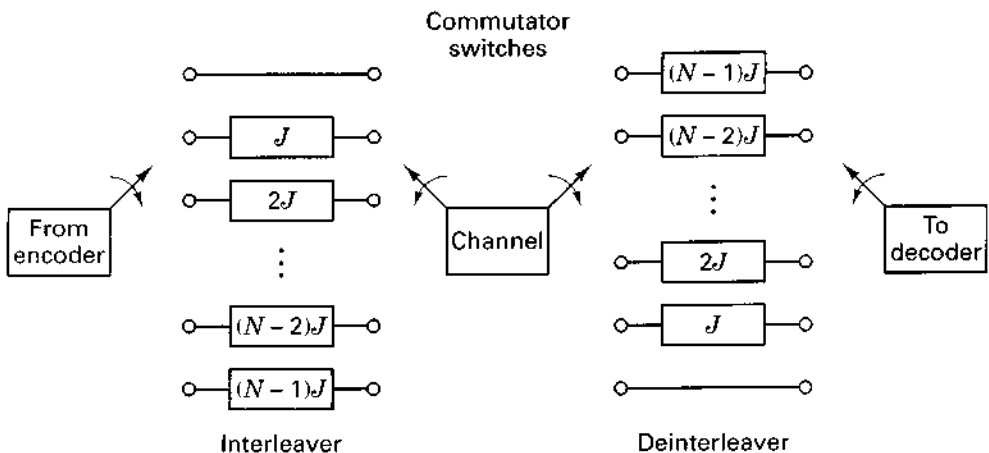 Commutator
switches
J
2J
⋮
(N − 2)J
(N − 1)J
Interleaver
From
encoder
Channel
(N − 1)J
(N − 2)J
⋮
2J
J
Deinterleaver
To
decoder